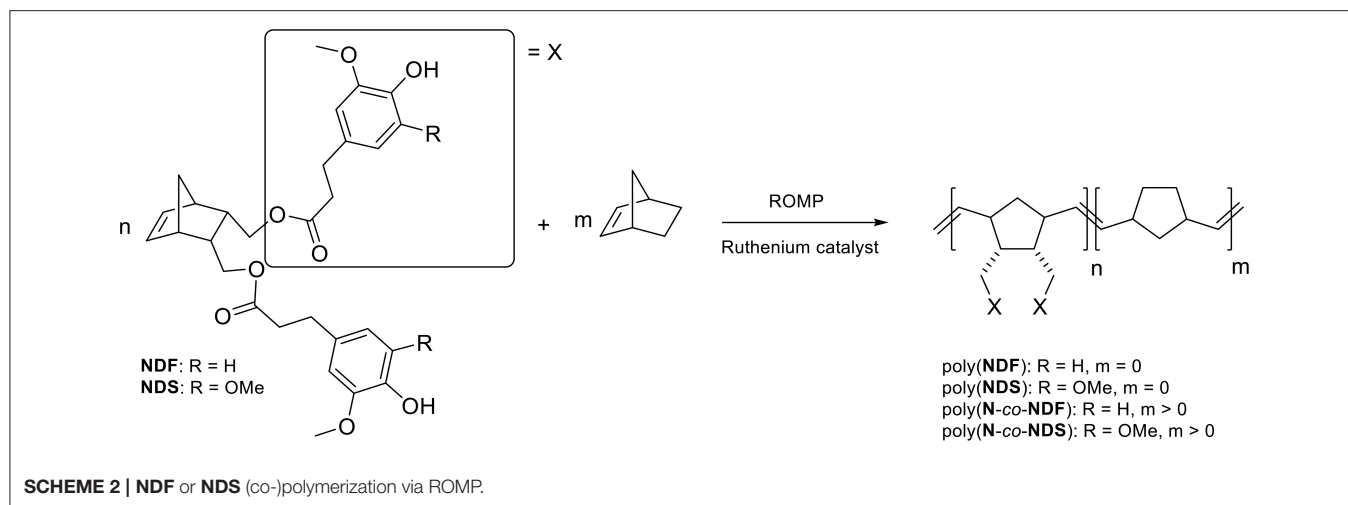 = X
O
OH
R
n
O
O
+
m
ROMP
Ruthenium catalyst
n
m
X
X
O
O
R
OH
O
NDF: R = H
NDS: R = OMe
poly(NDF): R = H, m = 0
poly(NDS): R = OMe, m = 0
poly(N-co-NDF): R = H, m > 0
poly(N-co-NDS): R = OMe, m > 0
SCHEME 2 | NDF or NDS (co-)polymerization via ROMP.